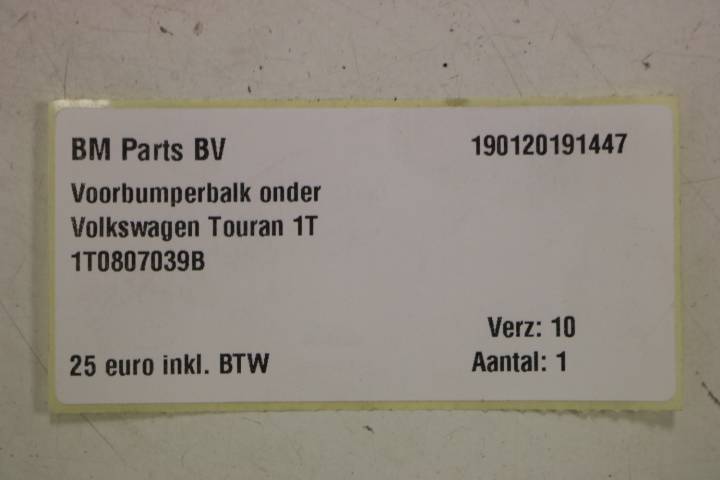 BM Parts BV 190120191447
Voorbumperbalk onder
Volkswagen Touran 1T
1T0807039B
Verz: 10
25 euro inkl. BTW Aantal: 1